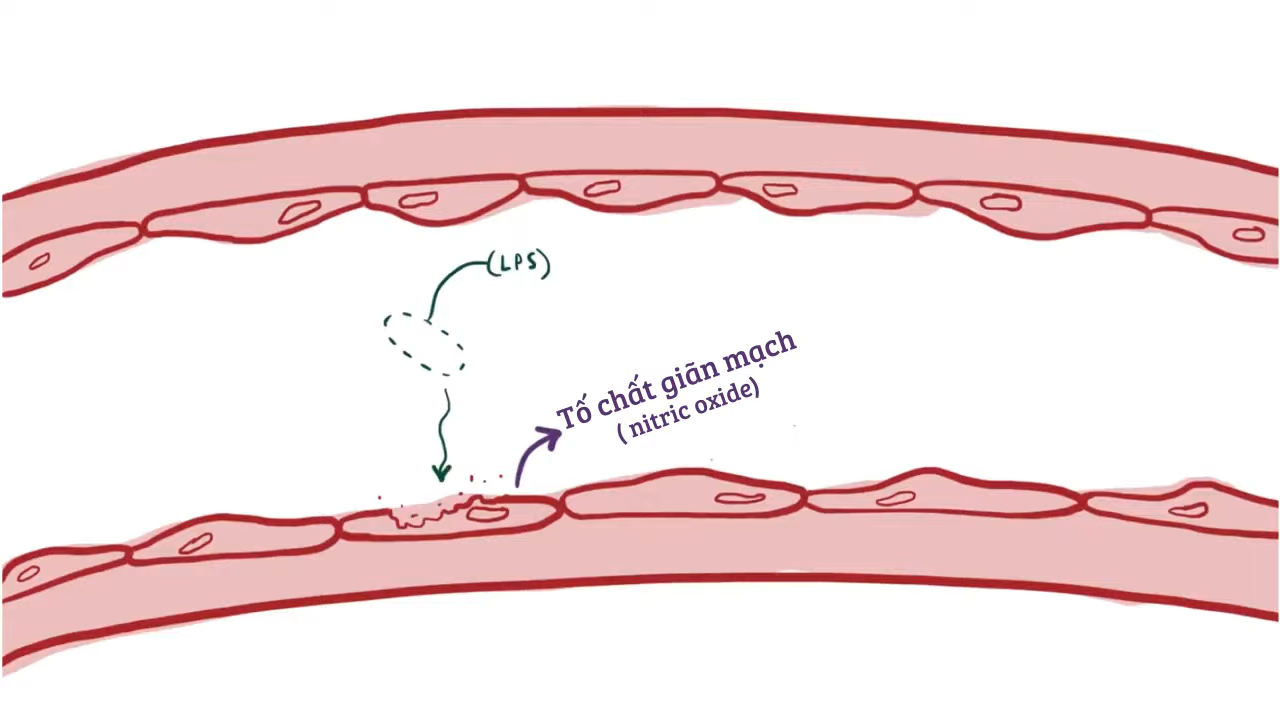 (LPS)
Tố chất giãn mạch
(nitric oxide)